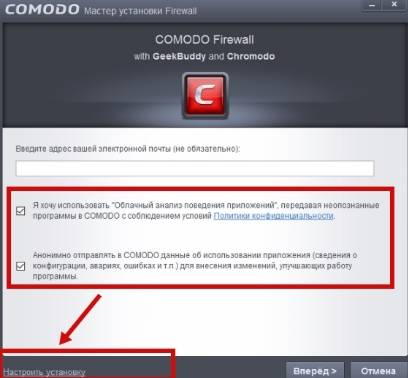 COMODO Мастер установки Firewall
COMODO Firewall
with GeekBuddy and Chromodo
C
Введите адрес вашей электронной почты (не обязательно):
Я хочу использовать "Облачный анализ поведения приложений", передавая неопознанные
программы в COMODO с соблюдением условий Политики конфиденциальности.
Анонимно отправлять в COMODO данные об использовании приложения (сведения о
конфигурации, авариях, ошибках и т.п.) для внесения изменений, улучшающих работу
программы.
Настроить установку
Вперёд >
Отмена